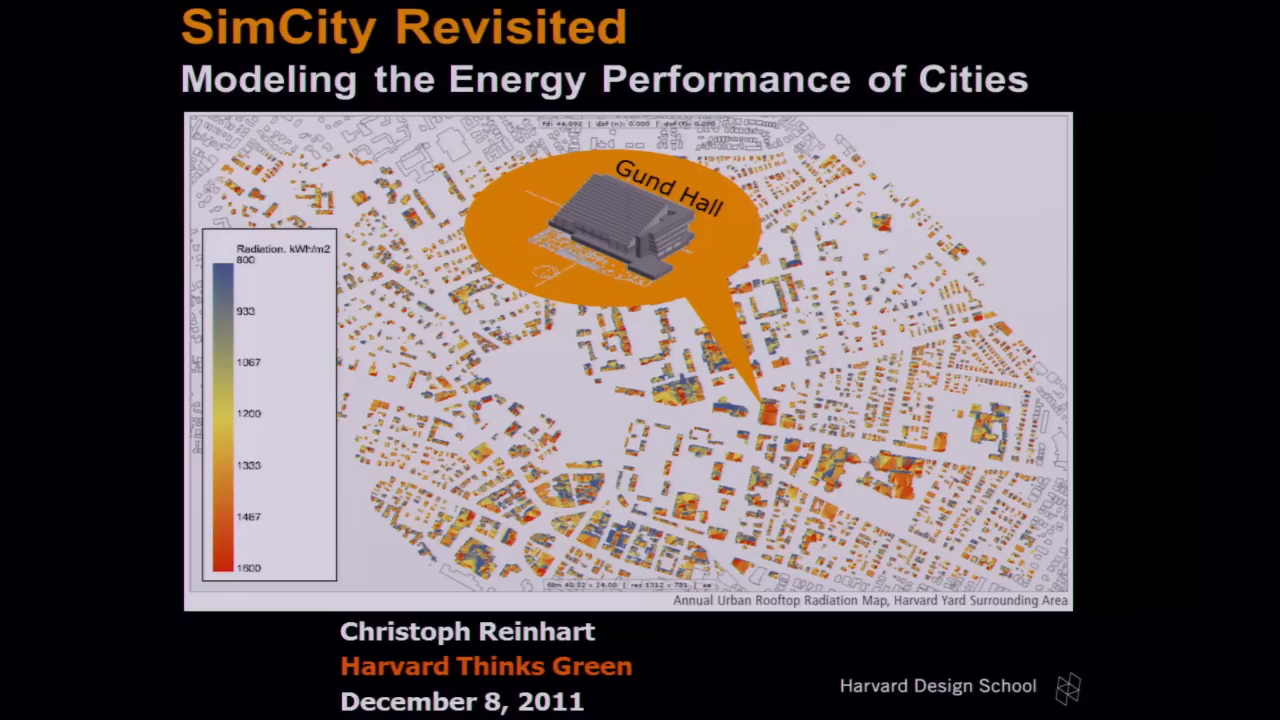 SimCity Revisited
Modeling the Energy Performance of Cities
Gund Hall
Radiation. kWh/m2
800
933
1067
1200
1333
1467
1600
Annual Urban Rooftop Radiation Map, Harvard Yard Surrounding Area
Christoph Reinhart
Harvard Thinks Green
December 8, 2011
Harvard Design School